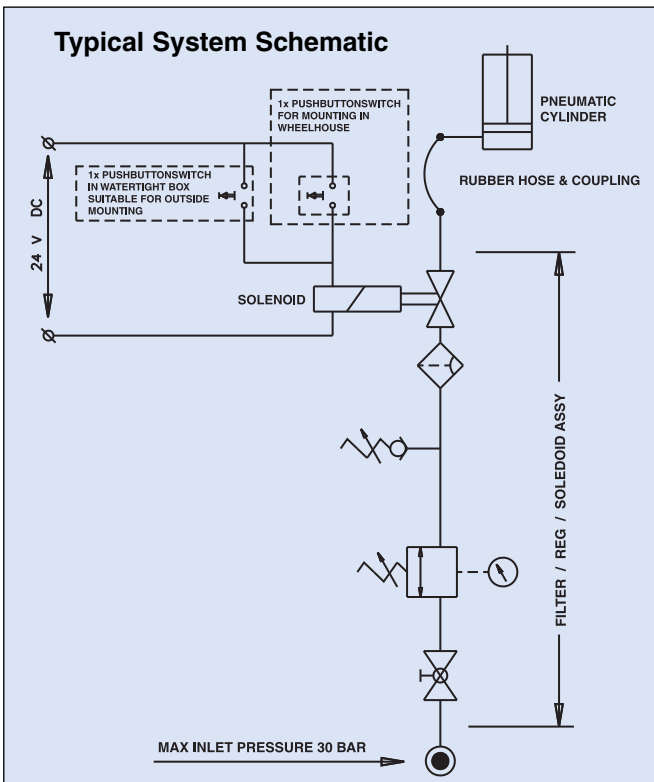 Typical System Schematic
1x PUSHBUTTONSWITCH
FOR MOUNTING IN
WHEELHOUSE
PNEUMATIC
CYLINDER
1x PUSHBUTTONSWITCH
IN WATERTIGHT BOX
SUITABLE FOR OUTSIDE
MOUNTING
RUBBER HOSE & COUPLING
24 V DC
SOLENOID
FILTER / REG / SOLEDOID ASSY
MAX INLET PRESSURE 30 BAR